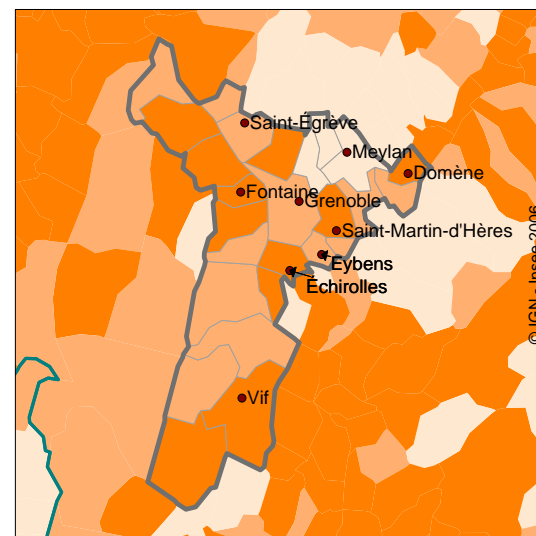 Saint-Égrève
Meylan
Domène
Fontaine
Grenoble
Saint-Martin-d'Hères
Eybens
Échirolles
Vif
© IGN - Insee 2006